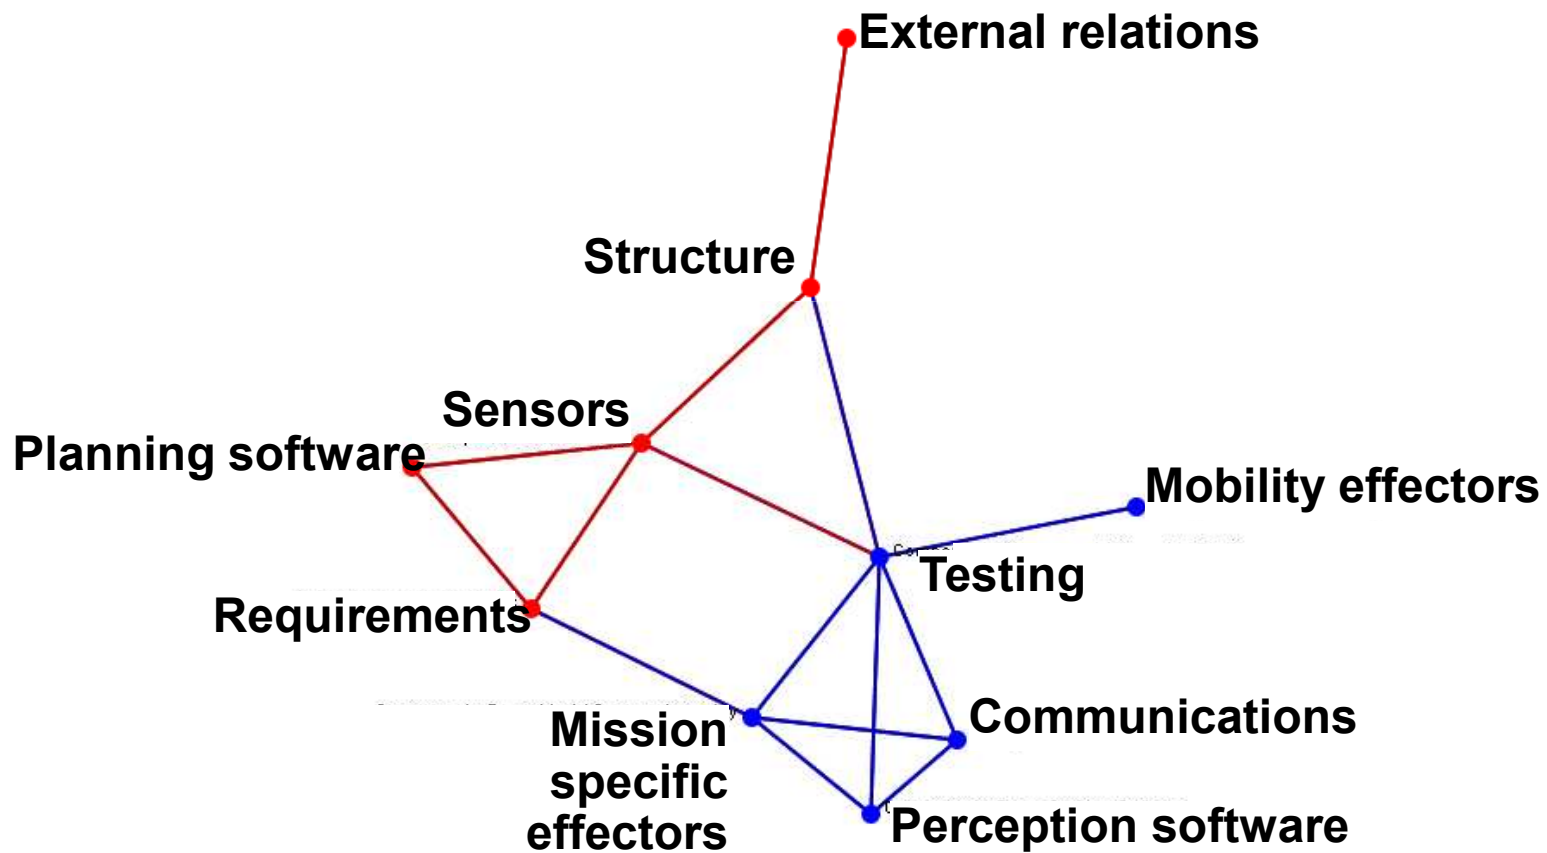 External relations
Structure
Sensors
Planning software
Mobility effectors
Testing
Requirements
Communications
Mission
specific
effectors
Perception software